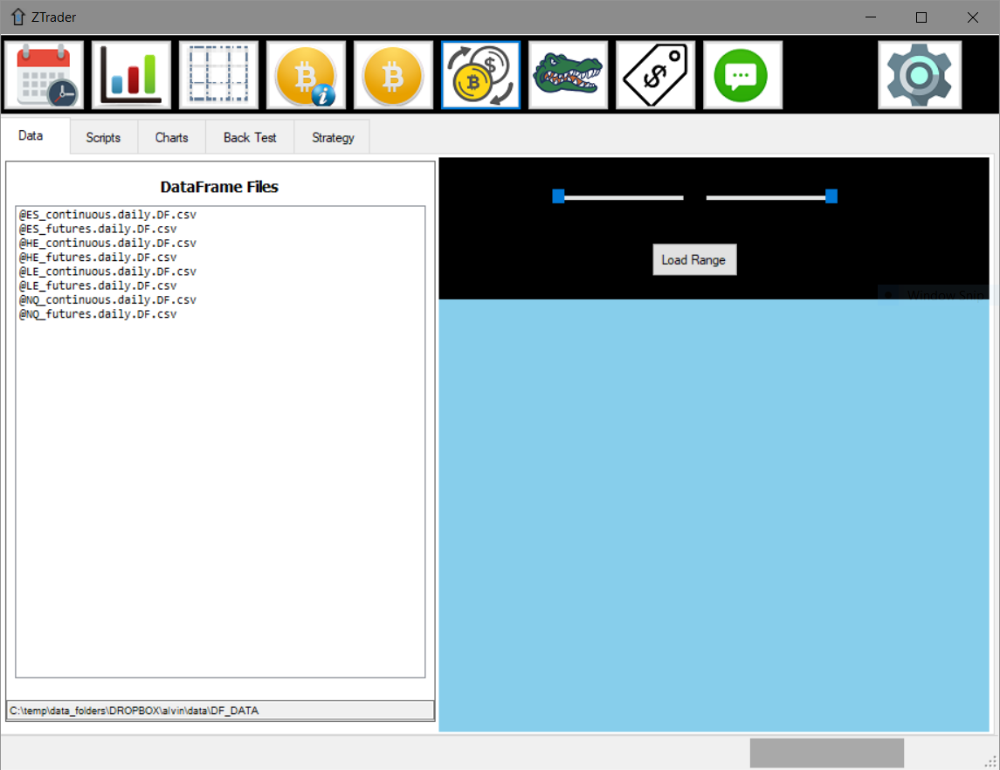 ZTrader
Data
Scripts
Charts
Back Test
Strategy
DataFrame Files
@ES_continuous.daily.DF.csv
@ES_futures.daily.DF.csv
@HE_continuous.daily.DF.csv
@HE_futures.daily.DF.csv
@LE_continuous.daily.DF.csv
@LE_futures.daily.DF.csv
@NQ_continuous.daily.DF.csv
@NQ_futures.daily.DF.csv
Load Range
Window Snip
C:\temp\data_folders\DROPBOX\alvin\data\DF_DATA